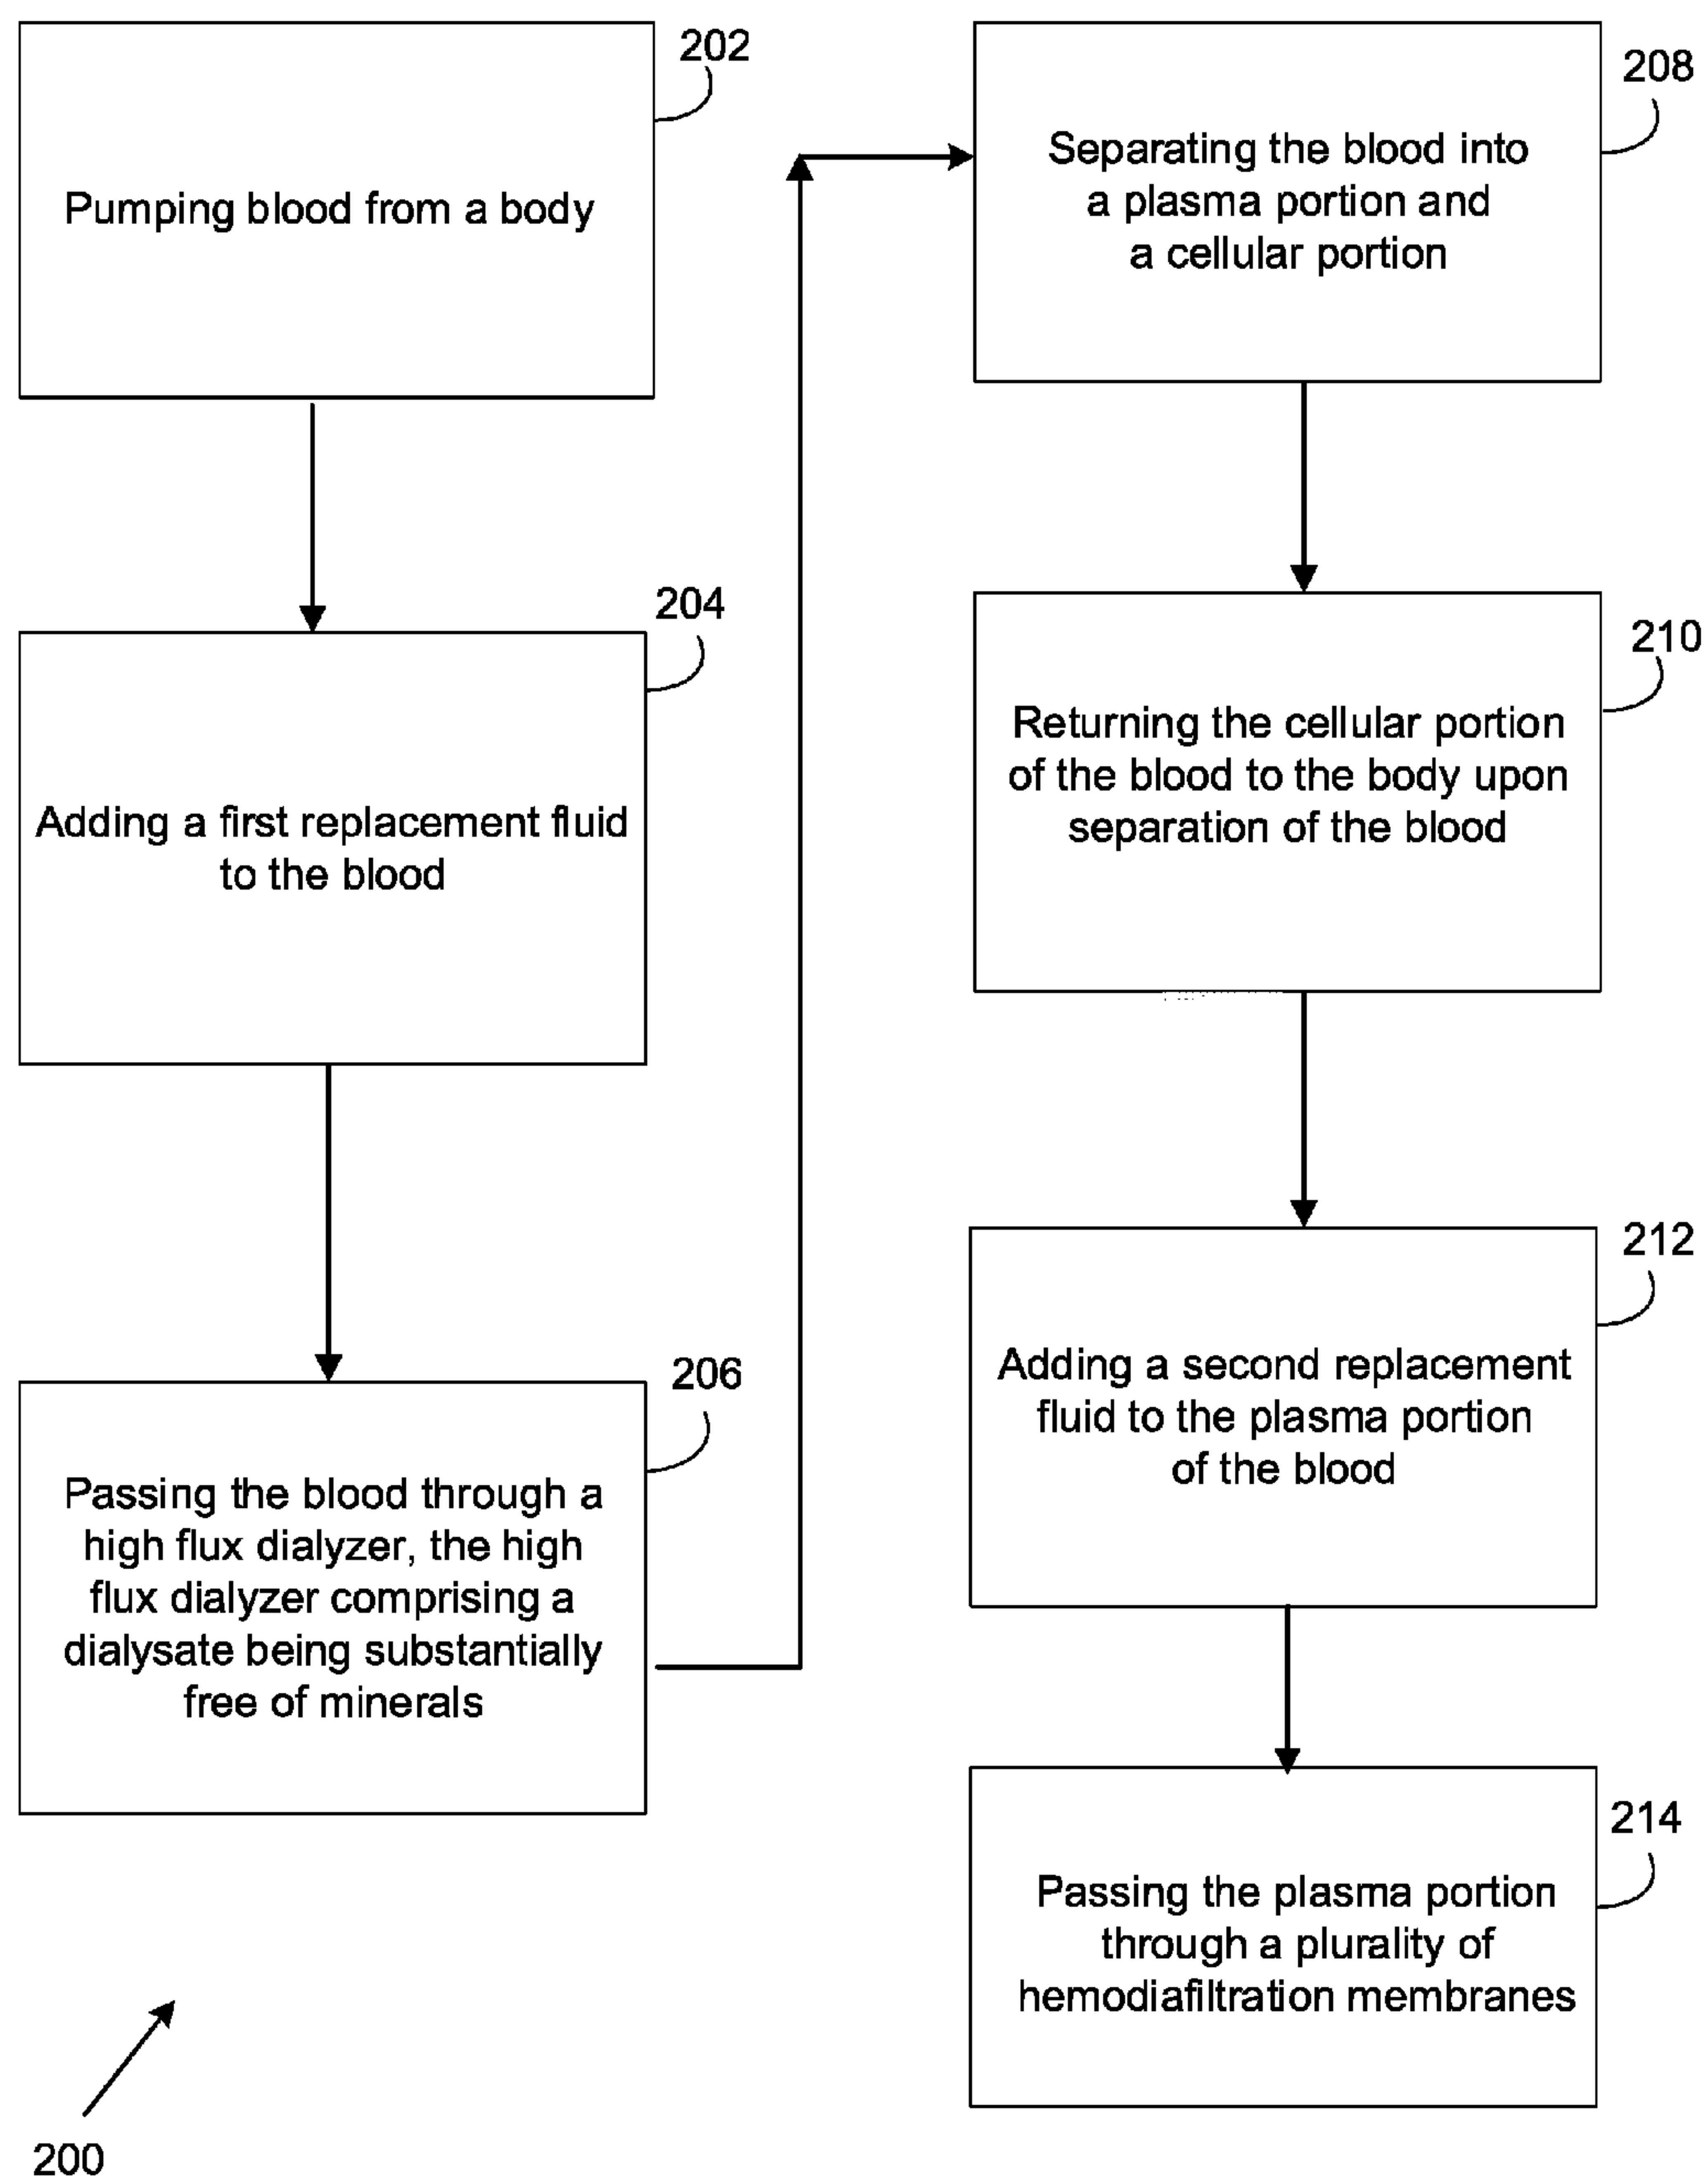 202
Pumping blood from a body
204
Adding a first replacement fluid
to the blood
206
Passing the blood through a
high flux dialyzer, the high
flux dialyzer comprising a
dialysate being substantially
free of minerals
208
Separating the blood into
a plasma portion and
a cellular portion
210
Returning the cellular portion
of the blood to the body upon
separation of the blood
212
Adding a second replacement
fluid to the plasma portion
of the blood
214
Passing the plasma portion
through a plurality of
hemodiafiltration membranes
200